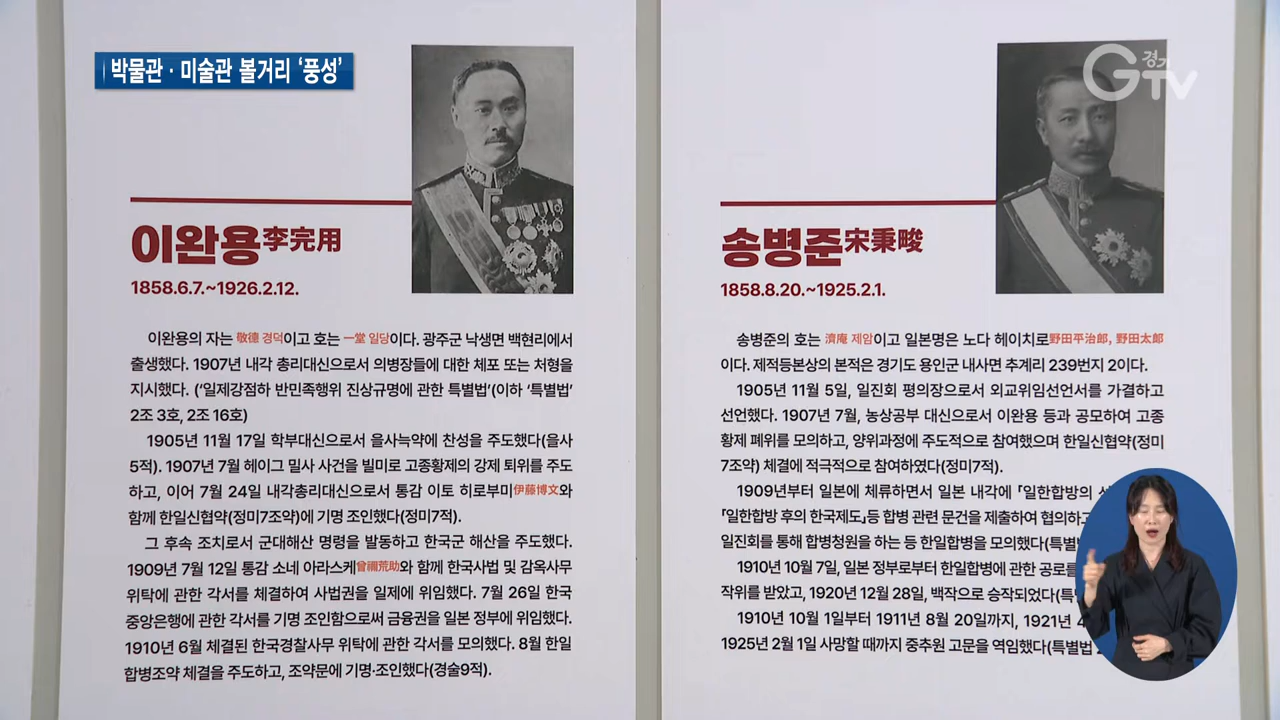 박물관·미술관 볼거리 '풍성'
경기
GTV
이완용李完用
1858.6.7.~1926.2.12.
이완용의 자는 敬德 경덕이고 호는 一堂 일당이다. 광주군 낙생면 백현리에서
출생했다. 1907년 내각 총리대신으로서 의병장들에 대한 체포 또는 처형을
지시했다. ('일제강점하 반민족행위 진상규명에 관한 특별법'(이하 '특별법'
2조 3호, 2조 16호)
1905년 11월 17일 학부대신으로서 을사늑약에 찬성을 주도했다(을사
5적). 1907년 7월 헤이그 밀사 사건을 빌미로 고종황제의 강제 퇴위를 주도
하고, 이어 7월 24일 내각총리대신으로서 통감 이토 히로부미伊藤博文와
함께 한일신협약(정미7조약)에 기명 조인했다(정미7적).
그 후속 조치로서 군대해산 명령을 발동하고 한국군 해산을 주도했다.
1909년 7월 12일 통감 소네 아라스케曾禰荒助와 함께 한국사법 및 감옥사무
위탁에 관한 각서를 체결하여 사법권을 일제에 위임했다. 7월 26일 한국
중앙은행에 관한 각서를 기명 조인함으로써 금융권을 일본 정부에 위임했다.
1910년 6월 체결된 한국경찰사무 위탁에 관한 각서를 모의했다. 8월 한일
합병조약 체결을 주도하고, 조약문에 기명·조인했다(경술9적).
송병준宋秉畯
1858.8.20.~1925.2.1.
송병준의 호는 濟庵 제암이고 일본명은 노다 헤이치로野田平治郎, 野田太郎
이다. 제적등본상의 본적은 경기도 용인군 내사면 추계리 239번지 2이다.
1905년 11월 5일, 일진회 평의장으로서 외교위임선언서를 가결하고
선언했다. 1907년 7월, 농상공부 대신으로서 이완용 등과 공모하여 고종
황제 폐위를 모의하고, 양위과정에 주도적으로 참여했으며 한일신협약(정미
7조약) 체결에 적극적으로 참여하였다(정미7적).
1909년부터 일본에 체류하면서 일본 내각에 「일한합방의
「일한합방 후의 한국제도」등 합병 관련 문건을 제출하여 협의하고
일진회를 통해 합병청원을 하는 등 한일합병을 모의했다(특별법
1910년 10월 7일, 일본 정부로부터 한일합병에 관한 공로를
작위를 받았고, 1920년 12월 28일, 백작으로 승작되었다(특
1910년 10월 1일부터 1911년 8월 20일까지, 1921년
1925년 2월 1일 사망할 때까지 중추원 고문을 역임했다(특별법